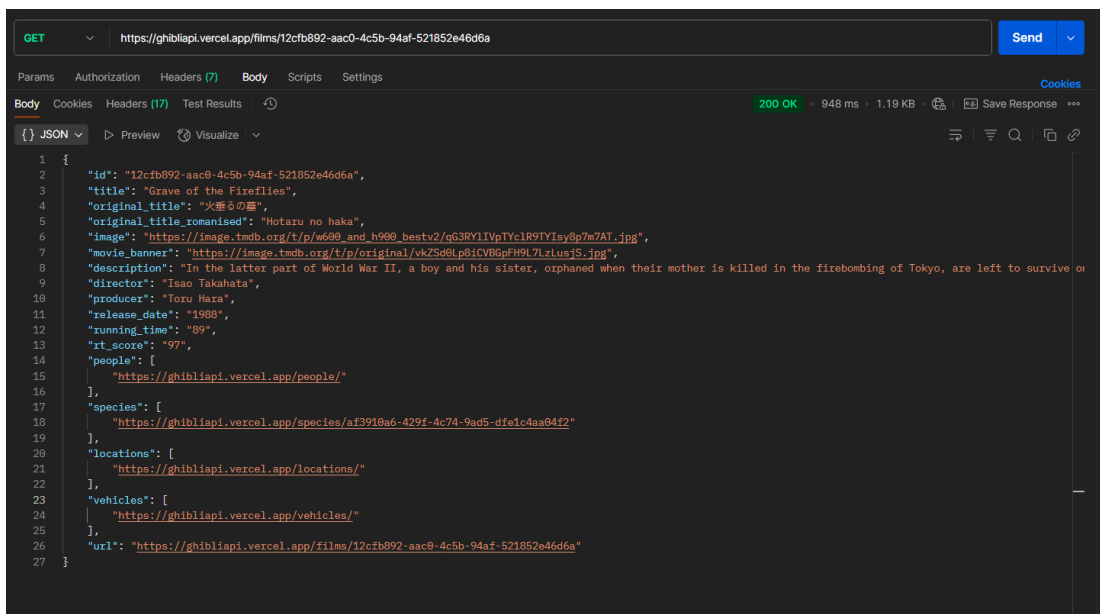 GET https://ghibliapi.vercel.app/films/12cfb892-aac0-4c5b-94af-521852e46d6a Send
Params Authorization Headers (7) Body Scripts Settings Cookies
Body Cookies Headers (17) Test Results 200 OK 948 ms 1.19 KB Save Response
{} JSON Preview Visualize
1 {
2 "id": "12cfb892-aac0-4c5b-94af-521852e46d6a",
3 "title": "Grave of the Fireflies",
4 "original_title": "火垂るの墓",
5 "original_title_romanised": "Hotaru no haka",
6 "image": "https://image.tmdb.org/t/p/w600_and_h900_bestv2/qG3RYlIVpTYclR9TYIsy8p7m7AT.jpg",
7 "movie_banner": "https://image.tmdb.org/t/p/original/vkZSd0Lp8iCVBGpFH9L7LzLusjS.jpg",
8 "description": "In the latter part of World War II, a boy and his sister, orphaned when their mother is killed in the firebombing of Tokyo, are left to survive
9 "director": "Isao Takahata",
10 "producer": "Toru Hara",
11 "release_date": "1988",
12 "running_time": "89",
13 "rt_score": "97",
14 "people": [
15 "https://ghibliapi.vercel.app/people/"
16 ],
17 "species": [
18 "https://ghibliapi.vercel.app/species/af3910a6-429f-4c74-9ad5-dfe1c4aa04f2"
19 ],
20 "locations": [
21 "https://ghibliapi.vercel.app/locations/"
22 ],
23 "vehicles": [
24 "https://ghibliapi.vercel.app/vehicles/"
25 ],
26 "url": "https://ghibliapi.vercel.app/films/12cfb892-aac0-4c5b-94af-521852e46d6a"
27 }